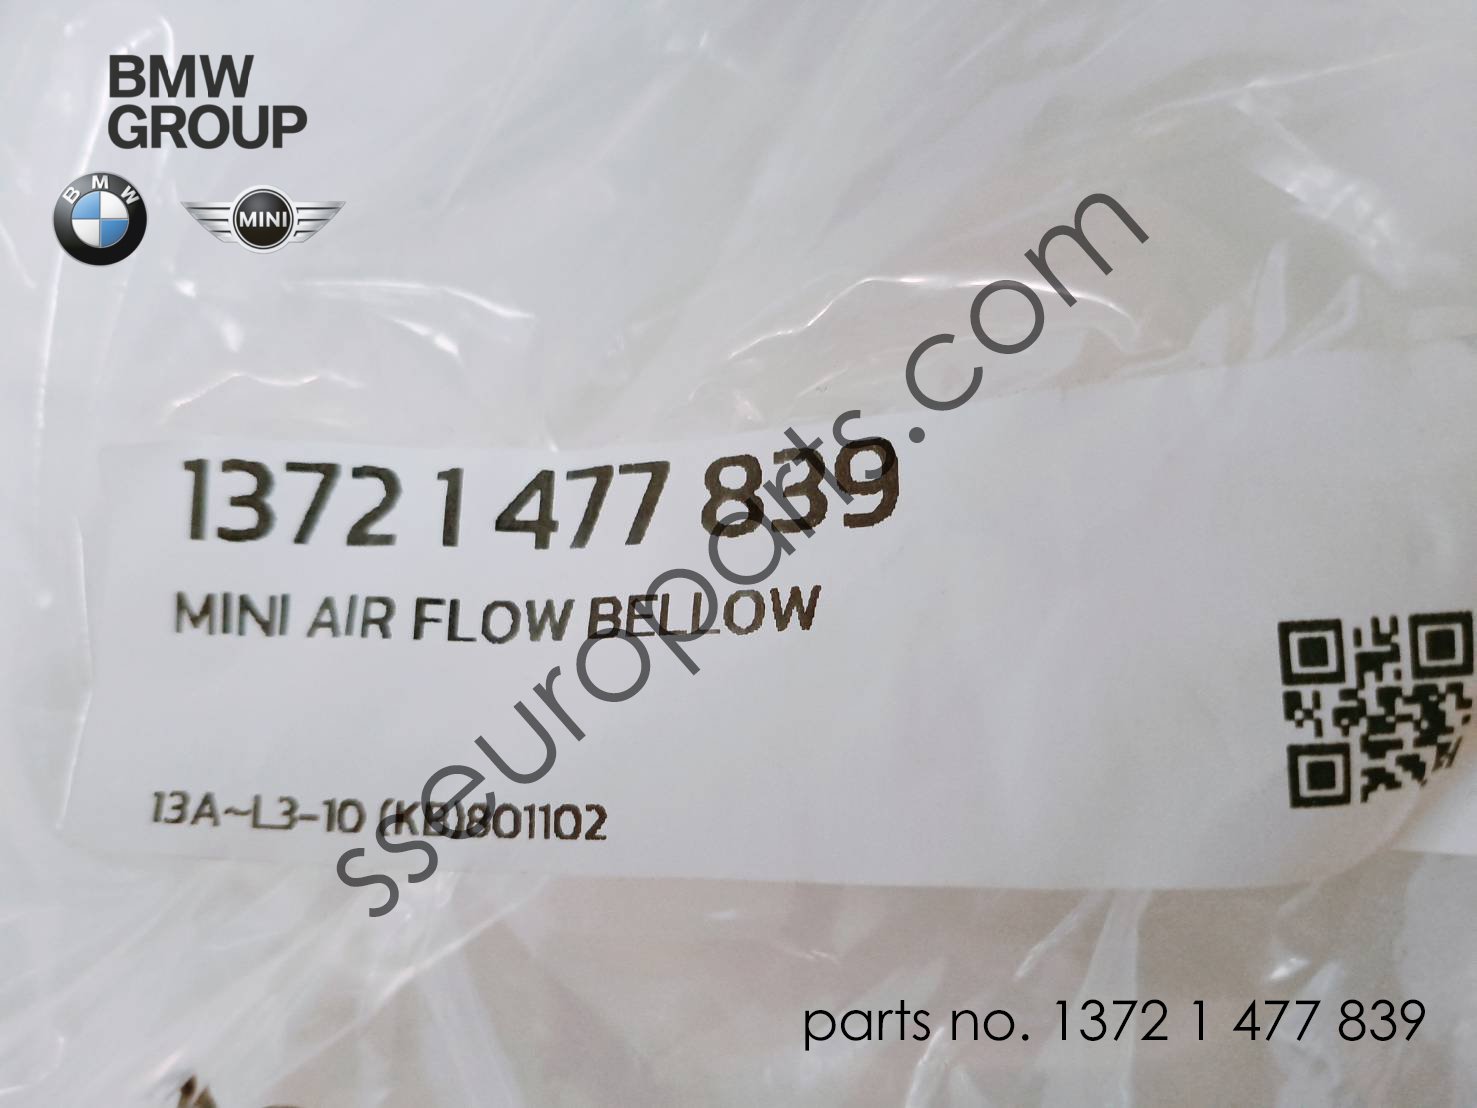 BMW
GROUP
BMW
MINI
1372 1 477 839
MINI AIR FLOW BELLOW
13A~L3-10 (KB)801102
sseuroparts.com
parts no. 1372 1 477 839